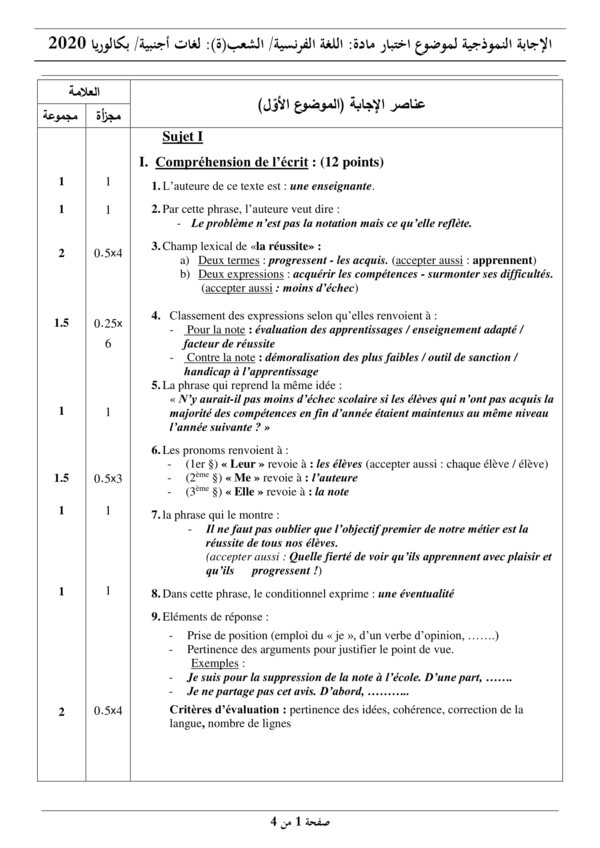 الإجابة النموذجية لموضوع اختبار مادة: اللغة الفرنسية/ الشعب(ة): لغات أجنبية/ بكالوريا 2020
العلامة
عناصر الإجابة (الموضوع الأوّل)
مجموعة
مجزأة
Sujet I
I. Compréhension de l'écrit : (12 points)
1 1 1. L'auteure de ce texte est : une enseignante.
1 1 2. Par cette phrase, l'auteure veut dire :
- Le problème n'est pas la notation mais ce qu'elle reflète.
2 0.5x4 3. Champ lexical de «la réussite» :
a) Deux termes : progressent - les acquis. (accepter aussi : apprennent)
b) Deux expressions : acquérir les compétences - surmonter ses difficultés.
(accepter aussi : moins d'échec)
1.5 0.25x 4. Classement des expressions selon qu'elles renvoient à :
- Pour la note : évaluation des apprentissages / enseignement adapté /
6 facteur de réussite
- Contre la note : démoralisation des plus faibles / outil de sanction /
handicap à l'apprentissage
5. La phrase qui reprend la même idée :
« N'y aurait-il pas moins d'échec scolaire si les élèves qui n'ont pas acquis la
1 1 majorité des compétences en fin d'année étaient maintenus au même niveau
l'année suivante ? »
6. Les pronoms renvoient à :
- (1er §) « Leur » revoie à : les élèves (accepter aussi : chaque élève / élève)
1.5 0.5x3 - (2ème §) « Me » revoie à : l'auteure
- (3ème §) « Elle » revoie à : la note
1 1 7. la phrase qui le montre :
- Il ne faut pas oublier que l'objectif premier de notre métier est la
réussite de tous nos élèves.
(accepter aussi : Quelle fierté de voir qu'ils apprennent avec plaisir et
qu'ils progressent !)
1 1 8. Dans cette phrase, le conditionnel exprime : une éventualité
9. Eléments de réponse :
- Prise de position (emploi du « je », d'un verbe d'opinion, …….)
- Pertinence des arguments pour justifier le point de vue.
Exemples :
- Je suis pour la suppression de la note à l'école. D'une part, …….
- Je ne partage pas cet avis. D'abord, ………..
2 0.5x4 Critères d'évaluation : pertinence des idées, cohérence, correction de la
langue, nombre de lignes
صفحة 1 من 4